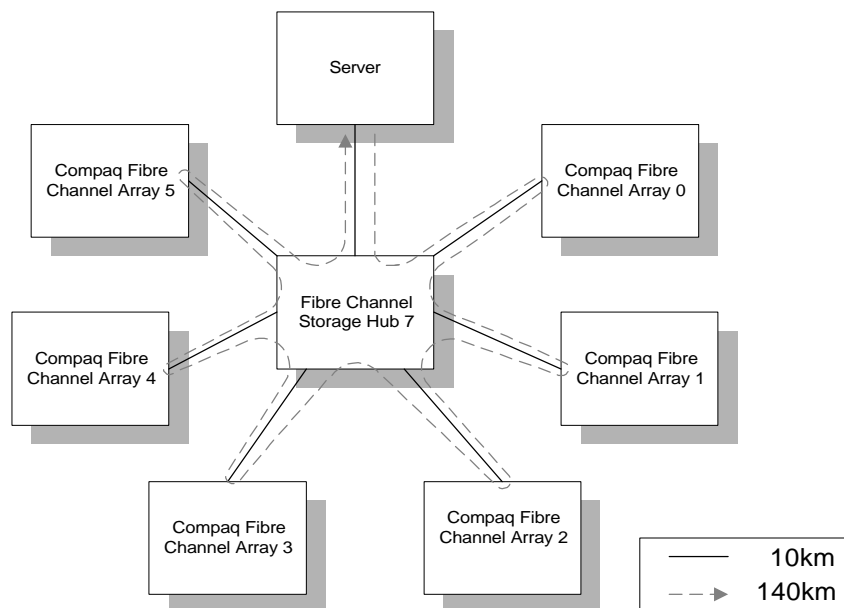 Server
Compaq Fibre
Channel Array 5
Compaq Fibre
Channel Array 0
Fibre Channel
Storage Hub 7
Compaq Fibre
Channel Array 4
Compaq Fibre
Channel Array 1
Compaq Fibre
Channel Array 3
Compaq Fibre
Channel Array 2
10km
140km